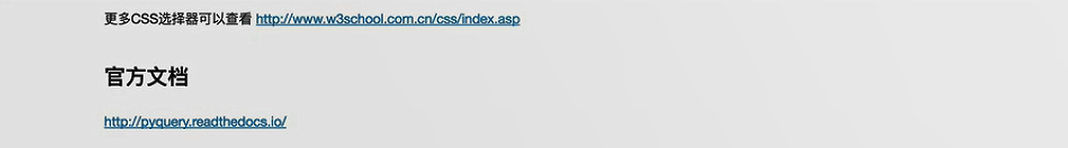 更多CSS选择器可以查看 http://www.w3school.com.cn/css/index.asp
官方文档
http://pyquery.readthedocs.io/